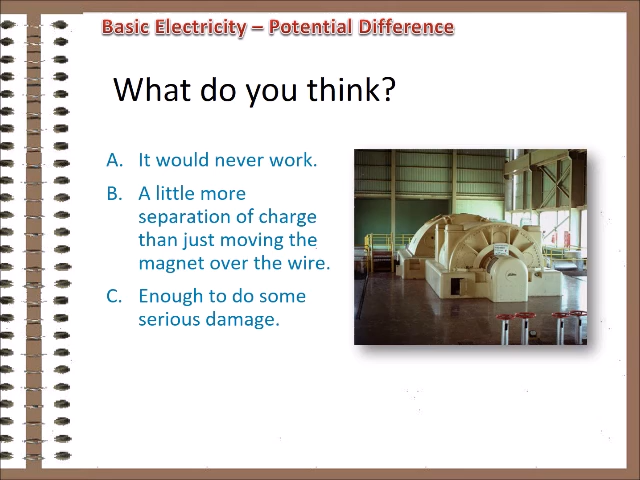 Basic Electricity – Potential Difference
What do you think?
A. It would never work.
B. A little more
separation of charge
than just moving the
magnet over the wire.
C. Enough to do some
serious damage.